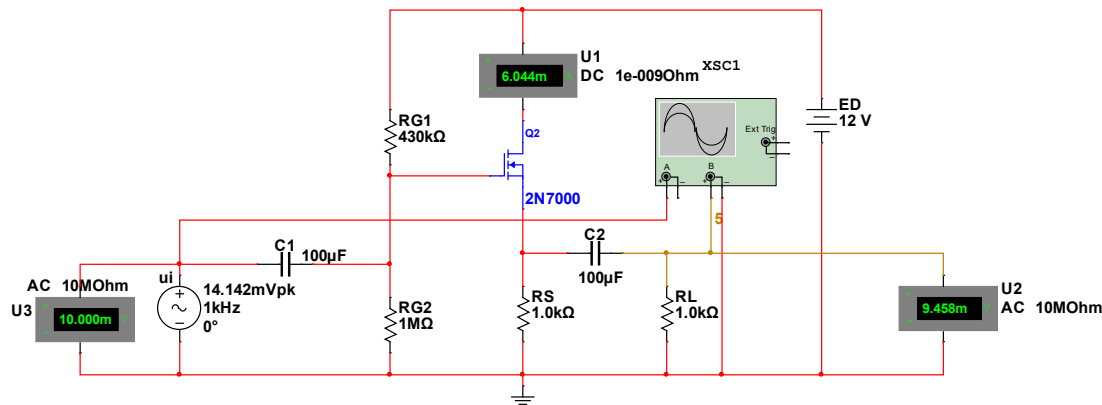 U1
6.044m
DC 1e-009Ohm
XSC1
Q2
RG1
430kΩ
2N7000
Ext Trig
+
−
A
B
+ −
+ −
ED
12 V
5
C1
100µF
C2
100µF
AC 10MOhm
U3
10.000m
ui
14.142mVpk
1kHz
0°
RG2
1MΩ
RS
1.0kΩ
RL
1.0kΩ
U2
9.458m
AC 10MOhm